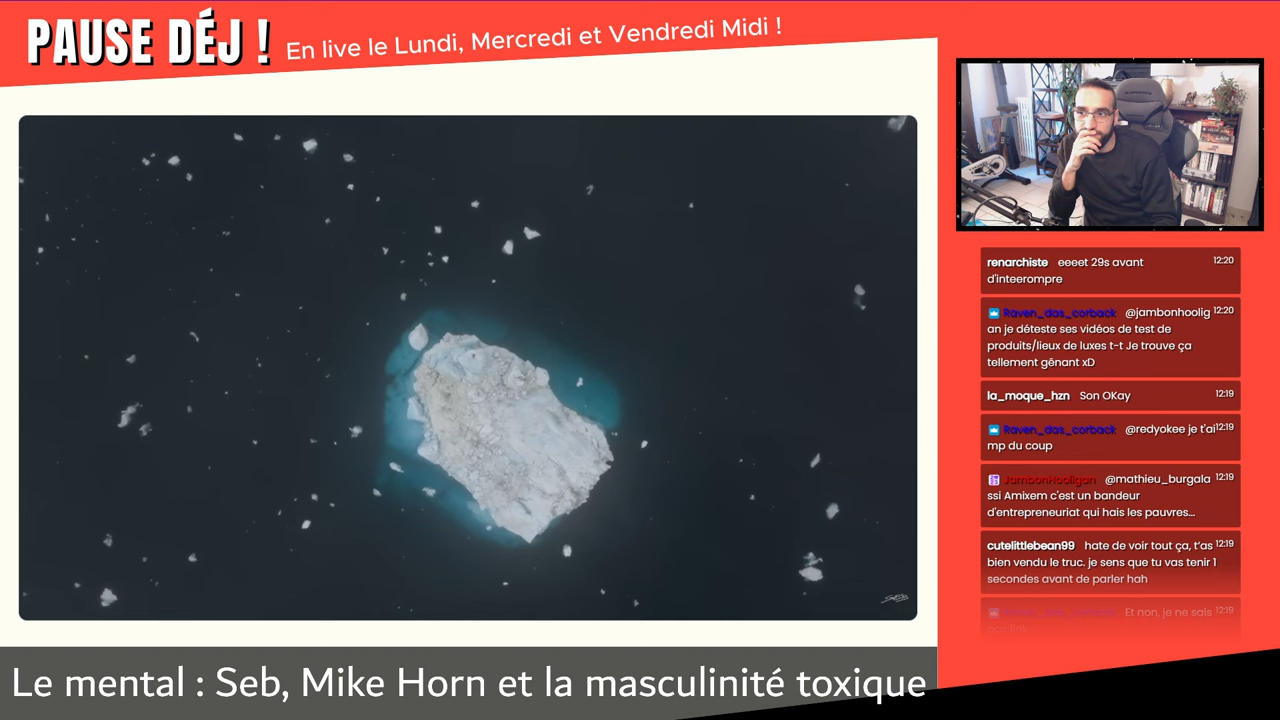 PAUSE DÉJ !
En live le Lundi, Mercredi et Vendredi Midi !
renarchiste eeeet 29s avant 12:20
d'inteerompre
Raven_das_corback @jambonhoolig 12:20
an je déteste ses vidéos de test de
produits/lieux de luxes t-t Je trouve ça
tellement gênant xD
la_moque_hzn Son OKay 12:19
Raven_das_corback @redyokee je t'ai 12:19
mp du coup
JambonHooligan @mathieu_burgala 12:19
ssi Amixem c'est un bandeur
d'entrepreneuriat qui hais les pauvres...
cutelittlebean99 hate de voir tout ça, t'as 12:19
bien vendu le truc. je sens que tu vas tenir 1
secondes avant de parler hah
Et non, je ne sais 12:19
Le mental : Seb, Mike Horn et la masculinité toxique